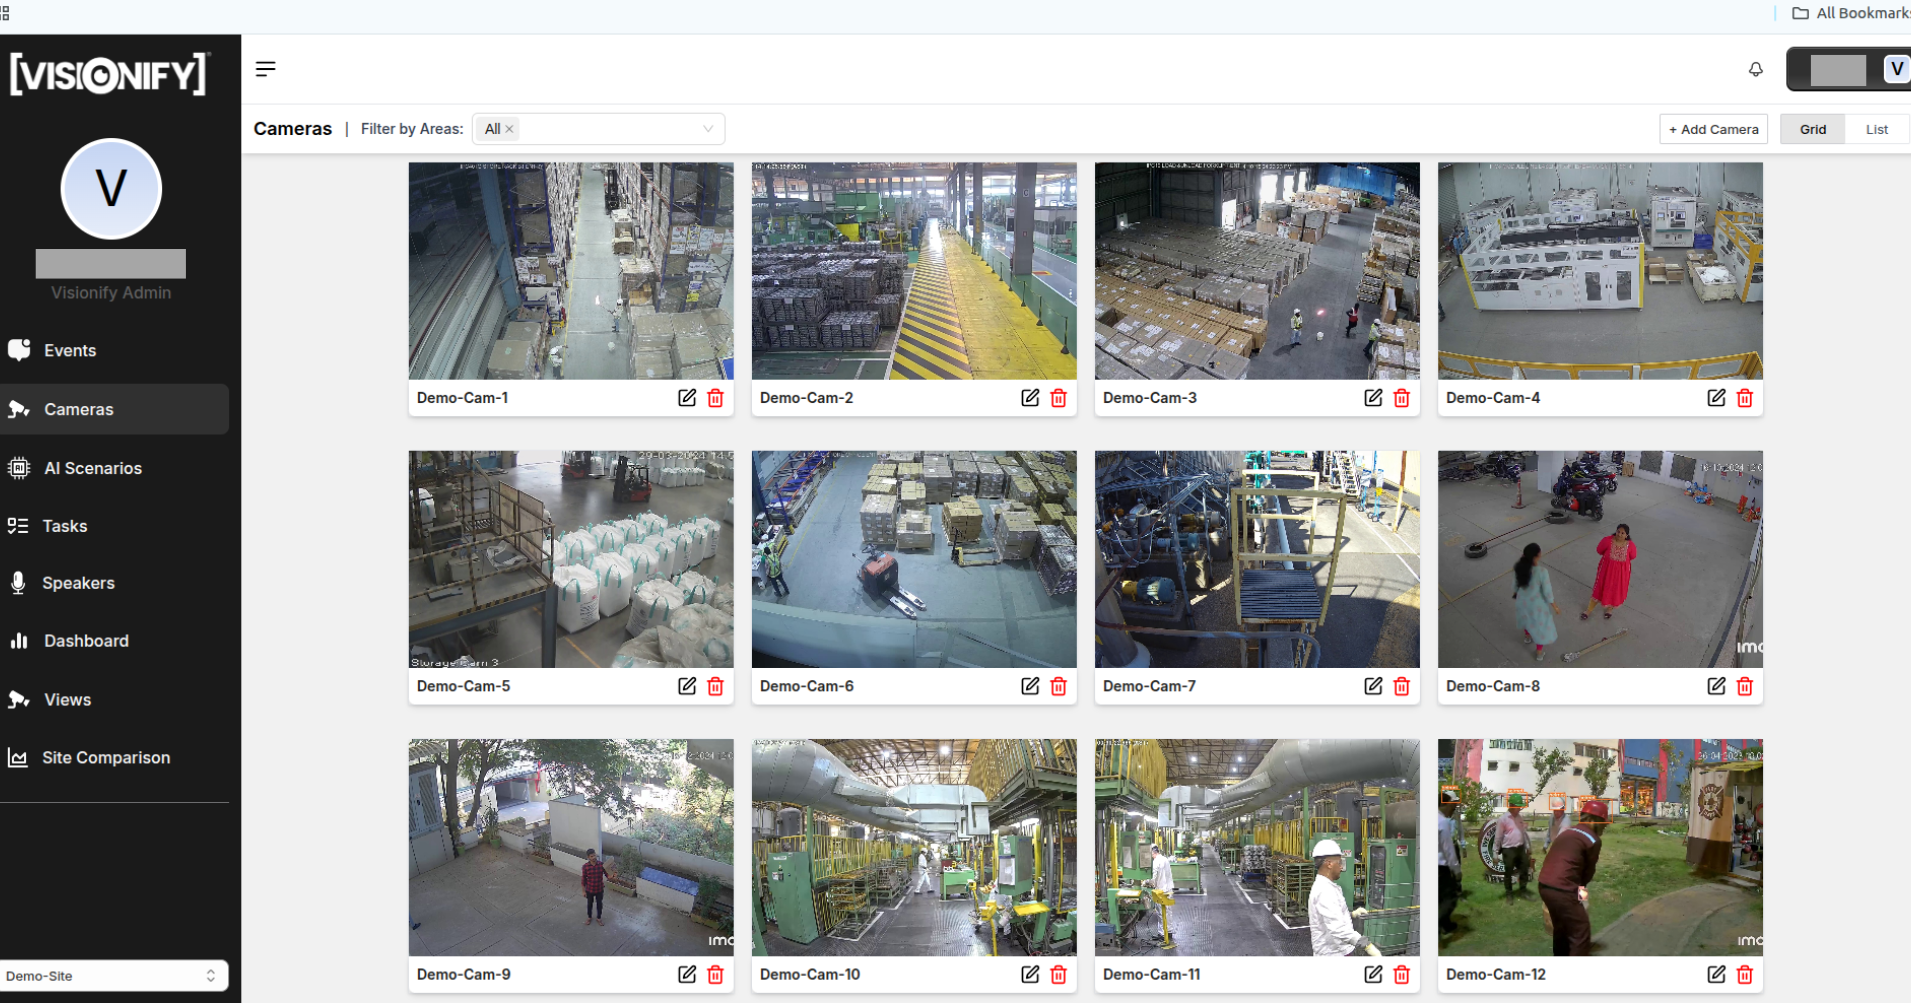 All Bookmarks
[VISIONIFY]
V
Cameras | Filter by Areas: All
+ Add Camera
Grid
List
V
Visionify Admin
Events
Cameras
AI Scenarios
Tasks
Speakers
Dashboard
Views
Site Comparison
Demo-Site
Demo-Cam-1
Demo-Cam-2
Demo-Cam-3
Demo-Cam-4
Storage Cam 3
Demo-Cam-5
Demo-Cam-6
Demo-Cam-7
Demo-Cam-8
Demo-Cam-9
Demo-Cam-10
Demo-Cam-11
Demo-Cam-12